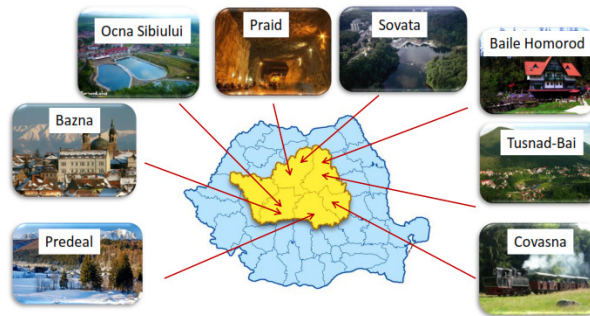 Ocna Sibiului
Praid
Sovata
Baile Homorod
Bazna
Tusnad-Bai
Predeal
Covasna